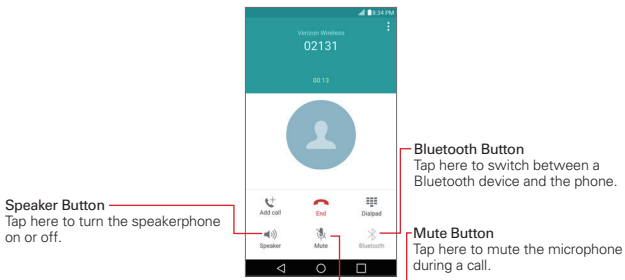 8:34 PM
Verizon Wireless
02131
00:13
Bluetooth Button
Tap here to switch between a
Bluetooth device and the phone.
Add call
End
Dialpad
Speaker Button
Tap here to turn the speakerphone
on or off.
Speaker
Mute
Bluetooth
Mute Button
Tap here to mute the microphone
during a call.